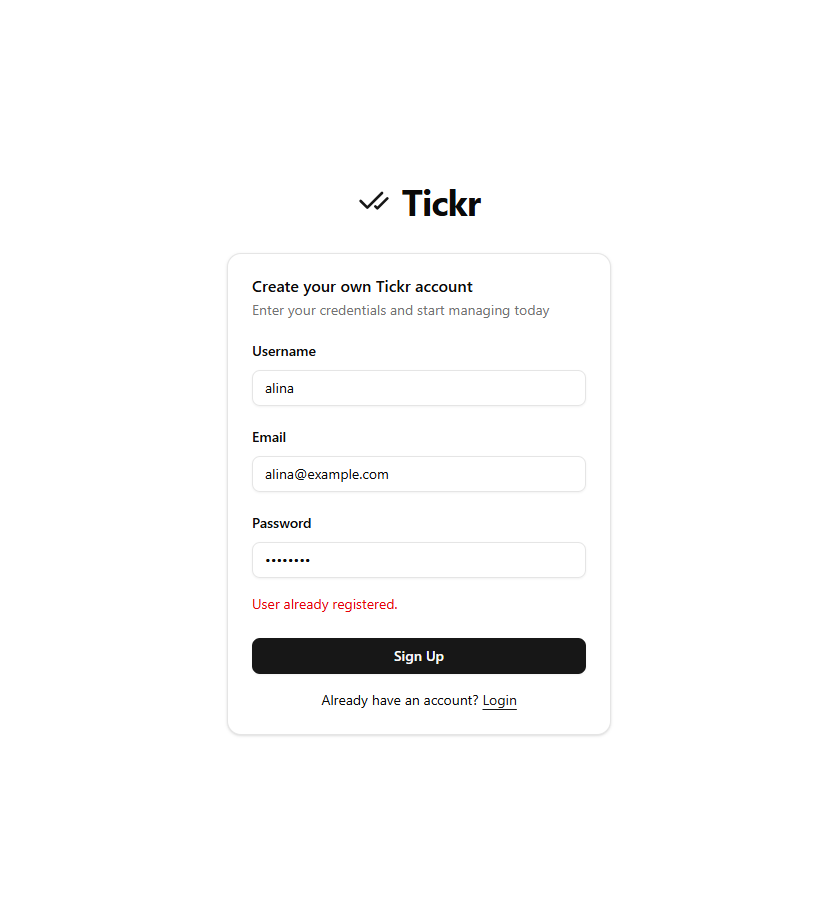 Tickr
Create your own Tickr account
Enter your credentials and start managing today
Username
alina
Email
alina@example.com
Password
••••••••
User already registered.
Sign Up
Already have an account? Login